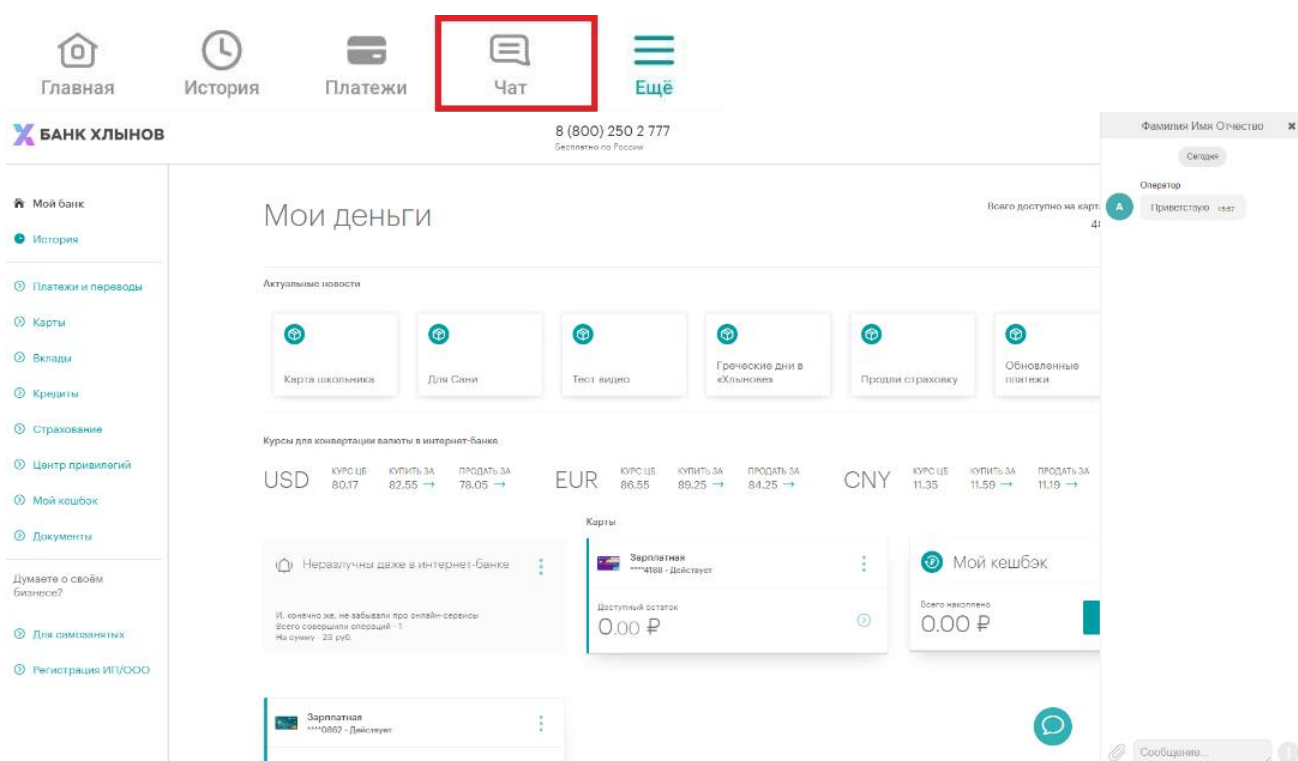 Главная
История
Платежи
Чат
Ещё
БАНК ХЛЫНОВ
8 (800) 250 2 777
Бесплатно по России
Фамилия Имя Отчество
Сегодня
Оператор
А
Приветствую 15:57
Мой банк
История
Платежи и переводы
Карты
Вклады
Кредиты
Страхование
Центр привилегий
Мой кешбэк
Документы
Думаете о своём
бизнесе?
Для самозанятых
Регистрация ИП/ООО
Мои деньги
Всего доступно на карт
Актуальные новости
Карта школьника
Для Сани
Тест видео
Греческие дни в
«Хлынове»
Продли страховку
Обновленные
платежи
Курсы для конвертации валюты в интернет-банке
USD КУРС ЦБ 80.17 КУПИТЬ ЗА 82.55 → ПРОДАТЬ ЗА 78.05 →
EUR КУРС ЦБ 86.55 КУПИТЬ ЗА 89.25 → ПРОДАТЬ ЗА 84.25 →
CNY КУРС ЦБ 11.35 КУПИТЬ ЗА 11.59 → ПРОДАТЬ ЗА 11.19 →
Неразлучны даже в интернет-банке
И, конечно же, не забывали про онлайн-сервисы
Всего совершили операций - 1
На сумму - 23 руб.
Карты
Зарплатная
****4188 - Действует
Доступный остаток
0.00 ₽
Мой кешбэк
Всего накоплено
0.00 ₽
Зарплатная
****0862 - Действует
Сообщение...